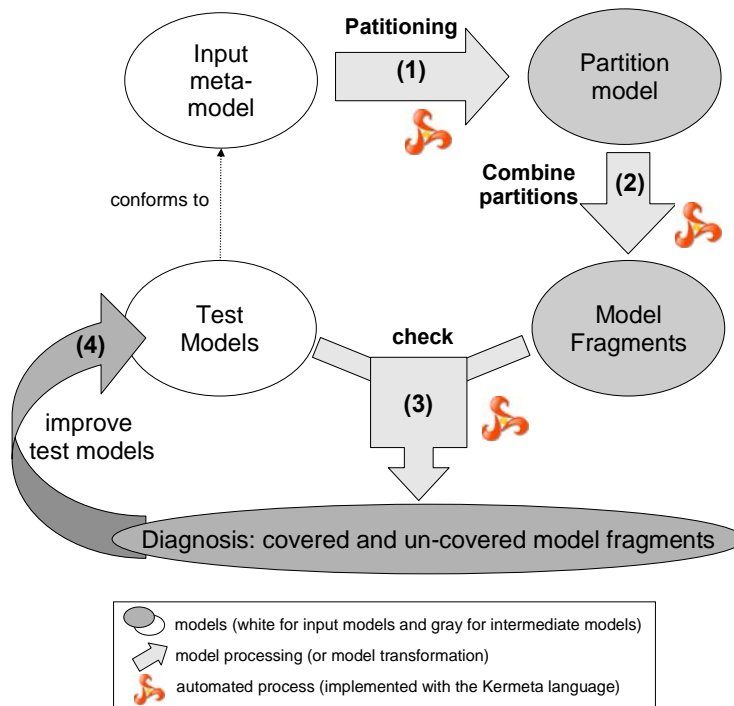 Patitioning
Input
meta-
model
(1)
Partition
model
Combine
partitions
(2)
conforms to
Test
Models
check
Model
Fragments
(4)
(3)
improve
test models
Diagnosis: covered and un-covered model fragments
models (white for input models and gray for intermediate models)
model processing (or model transformation)
automated process (implemented with the Kermeta language)